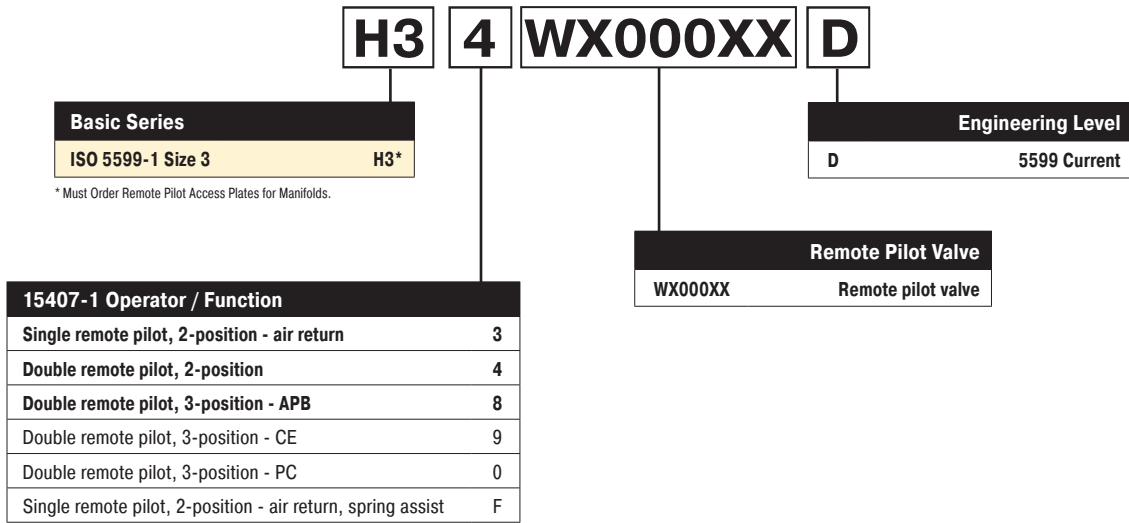 H3 4 WX000XX D
Basic Series
ISO 5599-1 Size 3 H3*
* Must Order Remote Pilot Access Plates for Manifolds.
Engineering Level
D 5599 Current
Remote Pilot Valve
WX000XX Remote pilot valve
15407-1 Operator / Function
Single remote pilot, 2-position - air return 3
Double remote pilot, 2-position 4
Double remote pilot, 3-position - APB 8
Double remote pilot, 3-position - CE 9
Double remote pilot, 3-position - PC 0
Single remote pilot, 2-position - air return, spring assist F